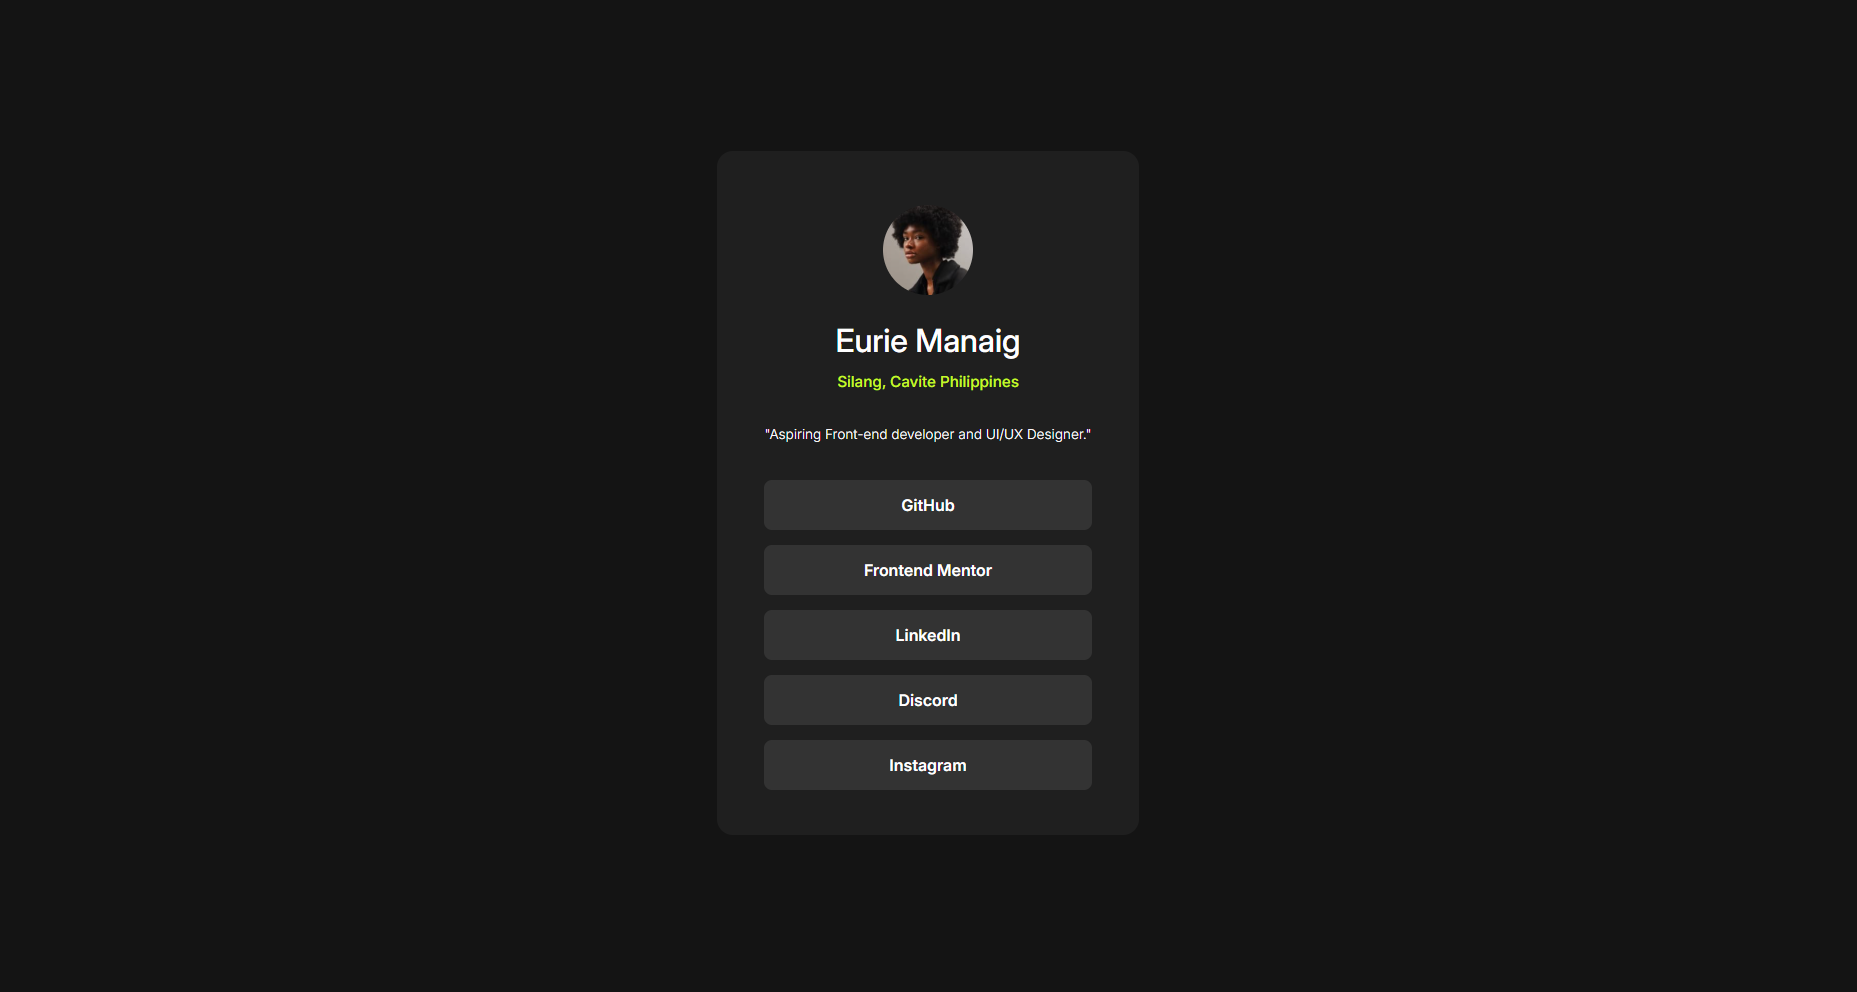 Eurie Manaig
Silang, Cavite Philippines
"Aspiring Front-end developer and UI/UX Designer."
GitHub
Frontend Mentor
LinkedIn
Discord
Instagram